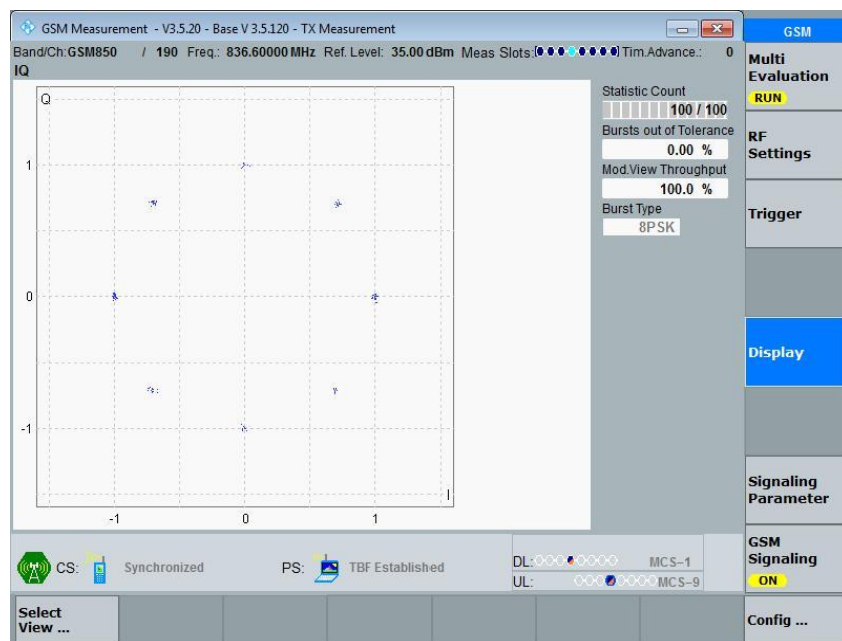 GSM Measurement - V3.5.20 - Base V 3.5.120 - TX Measurement
Band/Ch:GSM850 / 190 Freq.: 836.60000 MHz Ref. Level: 35.00 dBm Meas Slots: Tim.Advance.: 0
IQ
Q
1
0
-1
-1 0 1
I
Statistic Count
100 / 100
Bursts out of Tolerance
0.00 %
Mod.View Throughput
100.0 %
Burst Type
8PSK
CS: Synchronized
PS: TBF Established
DL: MCS-1
UL: MCS-9
Select
View ...
GSM
Multi
Evaluation
RUN
RF
Settings
Trigger
Display
Signaling
Parameter
GSM
Signaling
ON
Config ...